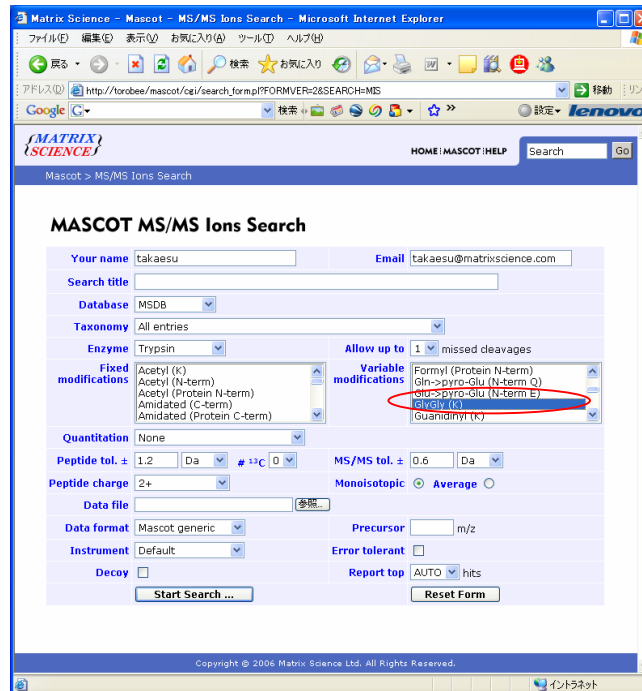 Matrix Science - Mascot - MS/MS Ions Search - Microsoft Internet Explorer
ファイル(F) 編集(E) 表示(V) お気に入り(A) ツール(T) ヘルプ(H)
戻る 検索 お気に入り
アドレス(D) http://torobee/mascot/cgi/search_form.pl?FORMVER=2&SEARCH=MIS 移動 リン
Google G 検索 » 設定 lenovo
{MATRIX}
{SCIENCE} HOME MASCOT HELP Search Go
Mascot > MS/MS Ions Search
MASCOT MS/MS Ions Search
Your name takaesu Email takaesu@matrixscience.com
Search title
Database MSDB
Taxonomy All entries
Enzyme Trypsin Allow up to 1 missed cleavages
Fixed modifications Variable modifications
Acetyl (K) Formyl (Protein N-term)
Acetyl (N-term) Gln->pyro-Glu (N-term Q)
Acetyl (Protein N-term) Glu->pyro-Glu (N-term E)
Amidated (C-term) GlyGly (K)
Amidated (Protein C-term) Guanidinyl (K)
Quantitation None
Peptide tol. ± 1.2 Da # 13C 0 MS/MS tol. ± 0.6 Da
Peptide charge 2+ Monoisotopic Average
Data file 参照...
Data format Mascot generic Precursor m/z
Instrument Default Error tolerant
Decoy Report top AUTO hits
Start Search ... Reset Form
Copyright © 2006 Matrix Science Ltd. All Rights Reserved.
イントラネット